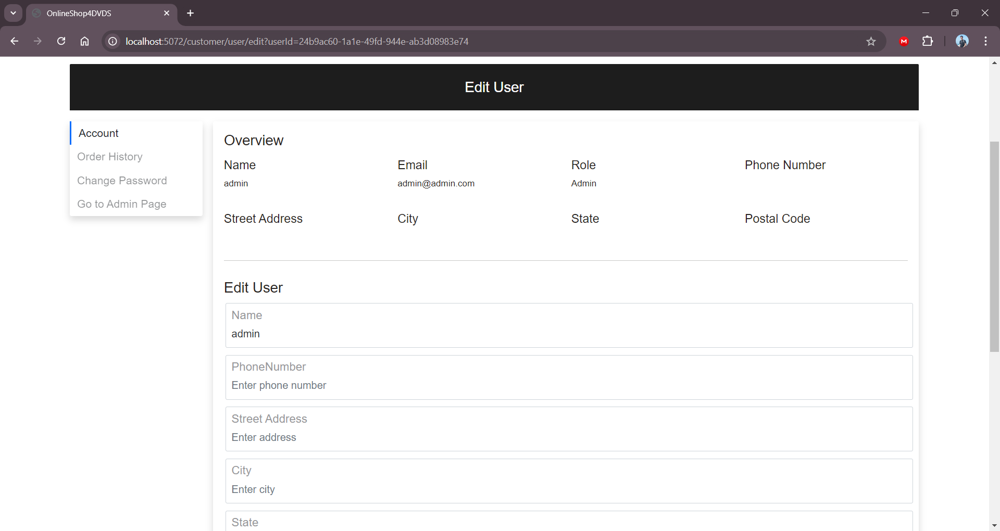 OnlineShop4DVDS
localhost:5072/customer/user/edit?userId=24b9ac60-1a1e-49fd-944e-ab3d08983e74
M
Edit User
Account
Order History
Change Password
Go to Admin Page
Overview
Name Email Role Phone Number
admin admin@admin.com Admin
Street Address City State Postal Code
Edit User
Name
admin
PhoneNumber
Enter phone number
Street Address
Enter address
City
Enter city
State